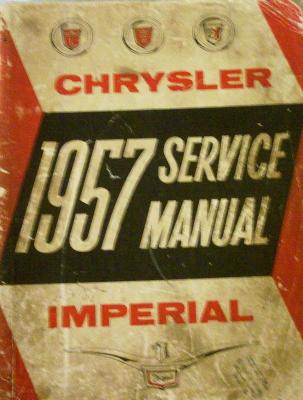 CHRYSLER
1957 SERVICE
MANUAL
IMPERIAL